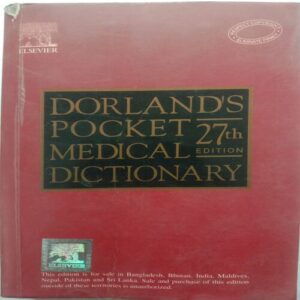 ELSEVIER
DORLAND'S
POCKET
27th
EDITION
MEDICAL
DICTIONARY
ELSEVIER
This edition is for sale in Bangladesh, Bhutan, India, Maldives,
Nepal, Pakistan and Sri Lanka. Sale and purchase of this edition
outside of these territories is unauthorized.